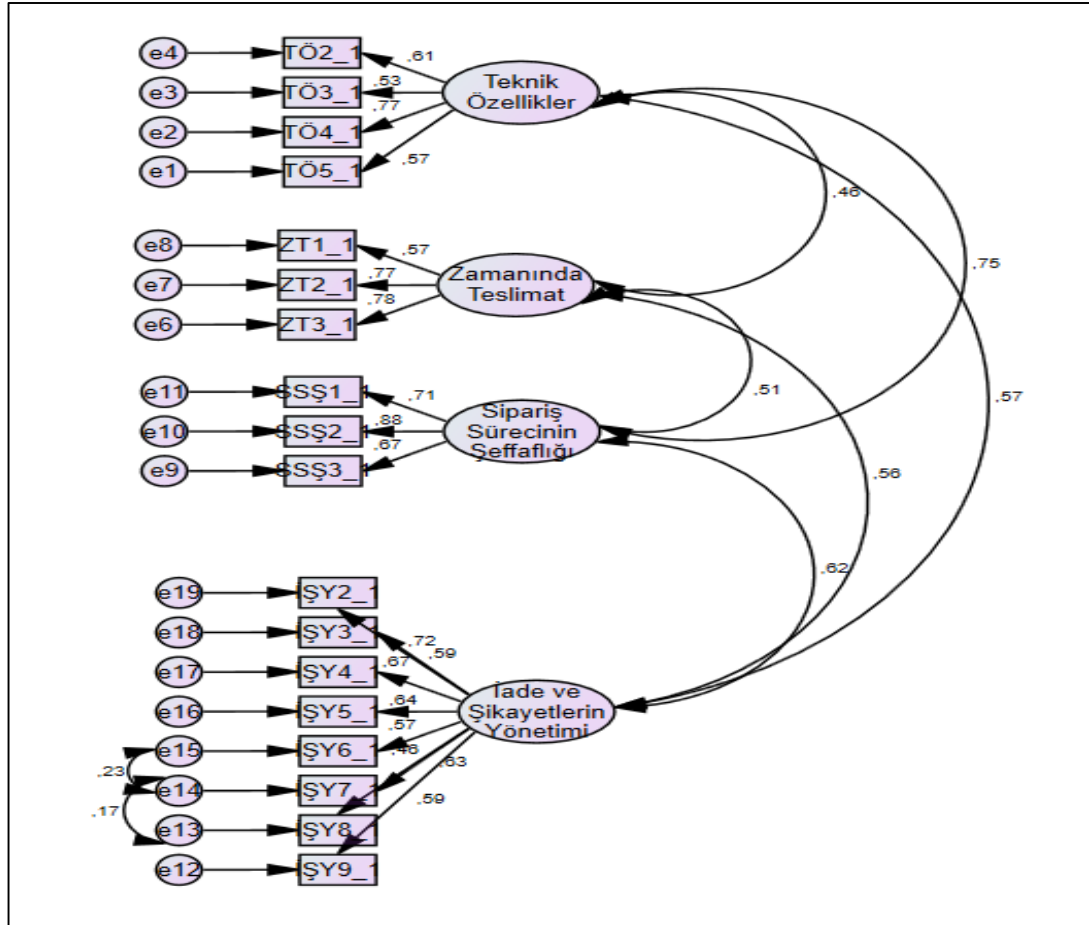 e4 TÖ2_1 ,61
e3 TÖ3_1 ,53
e2 TÖ4_1 ,77
e1 TÖ5_1 ,57
Teknik
Özellikler
e8 ZT1_1 ,57
e7 ZT2_1 ,77
e6 ZT3_1 ,78
Zamanında
Teslimat
e11 SSŞ1_1 ,71
e10 SSŞ2_1 ,88
e9 SSŞ3_1 ,67
Sipariş
Sürecinin
Şeffaflığı
,46
,75
,51
,57
,56
,62
e19 İŞY2_1 ,72
e18 İŞY3_1 ,59
e17 İŞY4_1 ,67
e16 İŞY5_1 ,64
e15 İŞY6_1 ,57
e14 İŞY7_1 ,46
e13 İŞY8_1 ,63
e12 İŞY9_1 ,59
İade ve
Şikayetlerin
Yönetimi
,23
,17